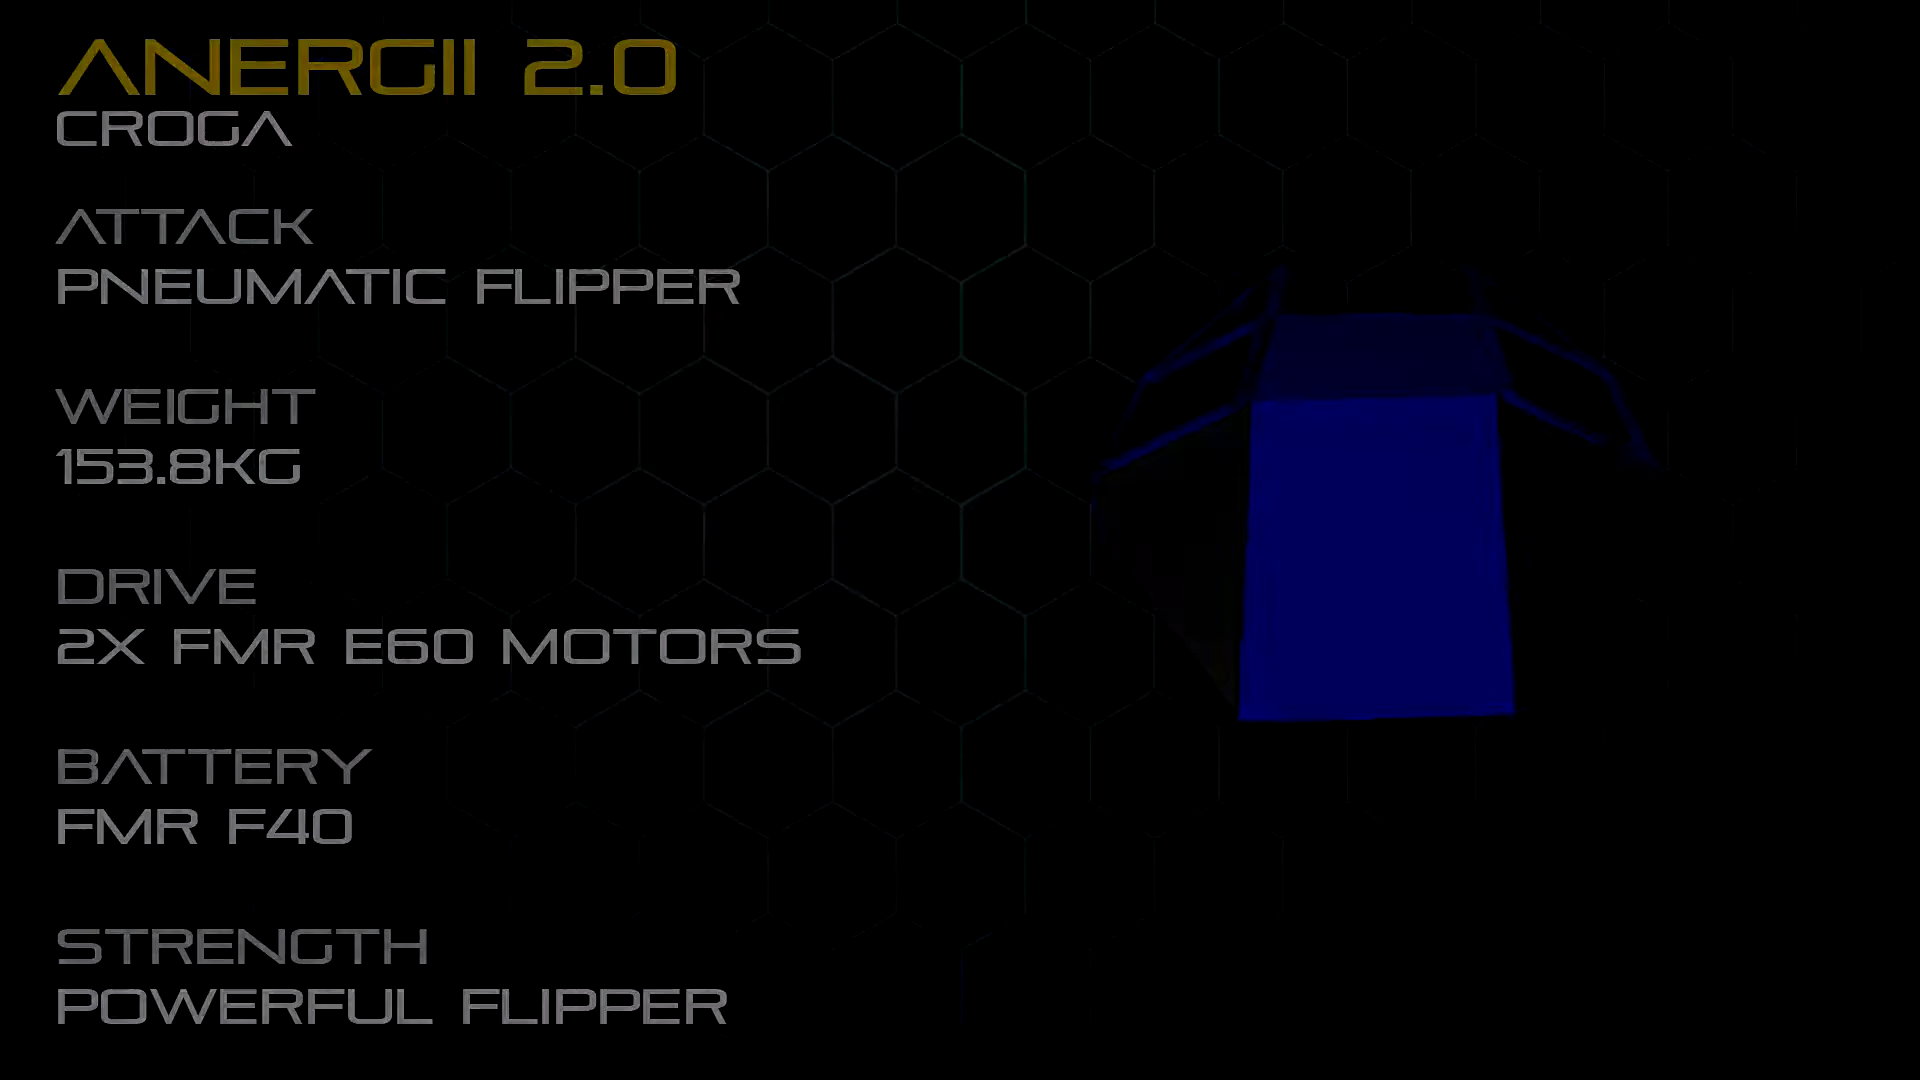 ANERGII 2.0
CROGA
ATTACK
PNEUMATIC FLIPPER
WEIGHT
153.8KG
DRIVE
2X FMR E60 MOTORS
BATTERY
FMR F40
STRENGTH
POWERFUL FLIPPER